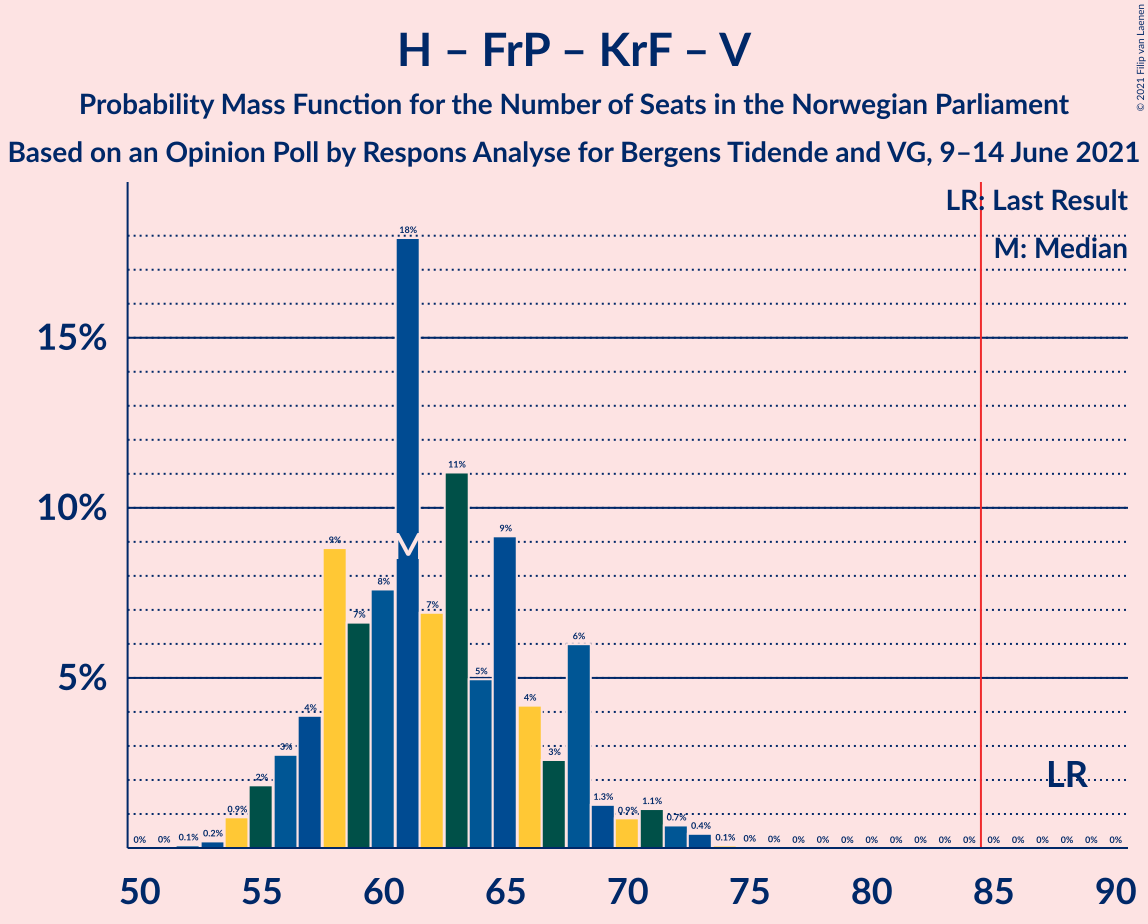 H – FrP – KrF – V
Probability Mass Function for the Number of Seats in the Norwegian Parliament
Based on an Opinion Poll by Respons Analyse for Bergens Tidende and VG, 9–14 June 2021
© 2021 Filip van Laenen
LR: Last Result
M: Median
15%
10%
5%
0% 0% 0.1% 0.2% 0.9% 2% 3% 4% 9% 7% 8% 18% 7% 11% 5% 9% 4% 3% 6% 1.3% 0.9% 1.1% 0.7% 0.4% 0.1% 0% 0% 0% 0% 0% 0% 0% 0% 0% 0% 0% 0% 0% 0% 0% 0%
M
LR
50 55 60 65 70 75 80 85 90